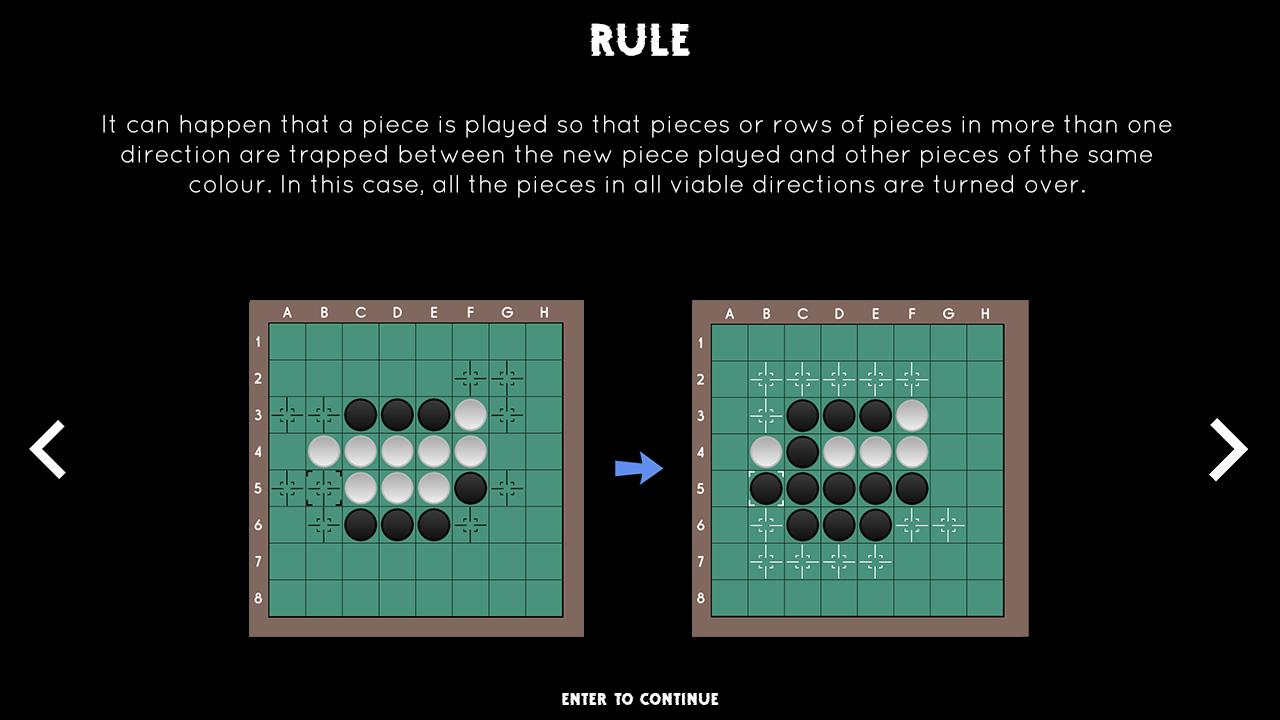 RULE
It can happen that a piece is played so that pieces or rows of pieces in more than one
direction are trapped between the new piece played and other pieces of the same
colour. In this case, all the pieces in all viable directions are turned over.
A B C D E F G H
1
2
3
4
5
6
7
8
A B C D E F G H
1
2
3
4
5
6
7
8
ENTER TO CONTINUE